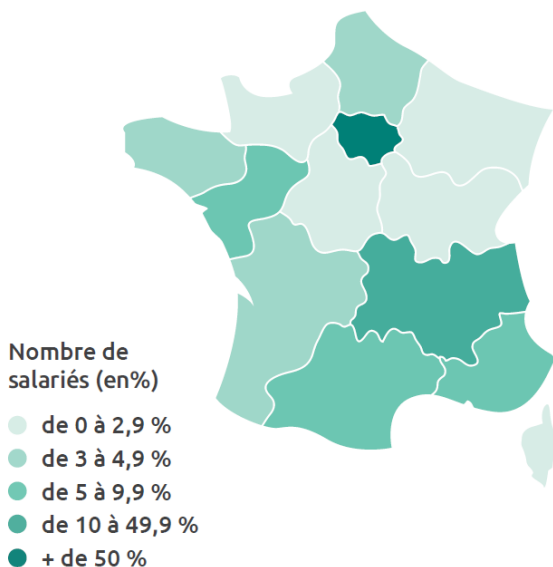 Nombre de
salariés (en%)
de 0 à 2,9 %
de 3 à 4,9 %
de 5 à 9,9 %
de 10 à 49,9 %
+ de 50 %